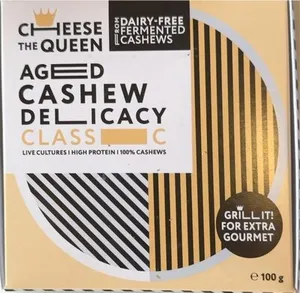 CHEESE
THE QUEEN
FROM
DAIRY-FREE
FERMENTED
CASHEWS
AGED
CASHEW
DELICACY
CLASSIC
LIVE CULTURES I HIGH PROTEIN I 100% CASHEWS
GRILL IT!
FOR EXTRA
GOURMET
℮ 100 g